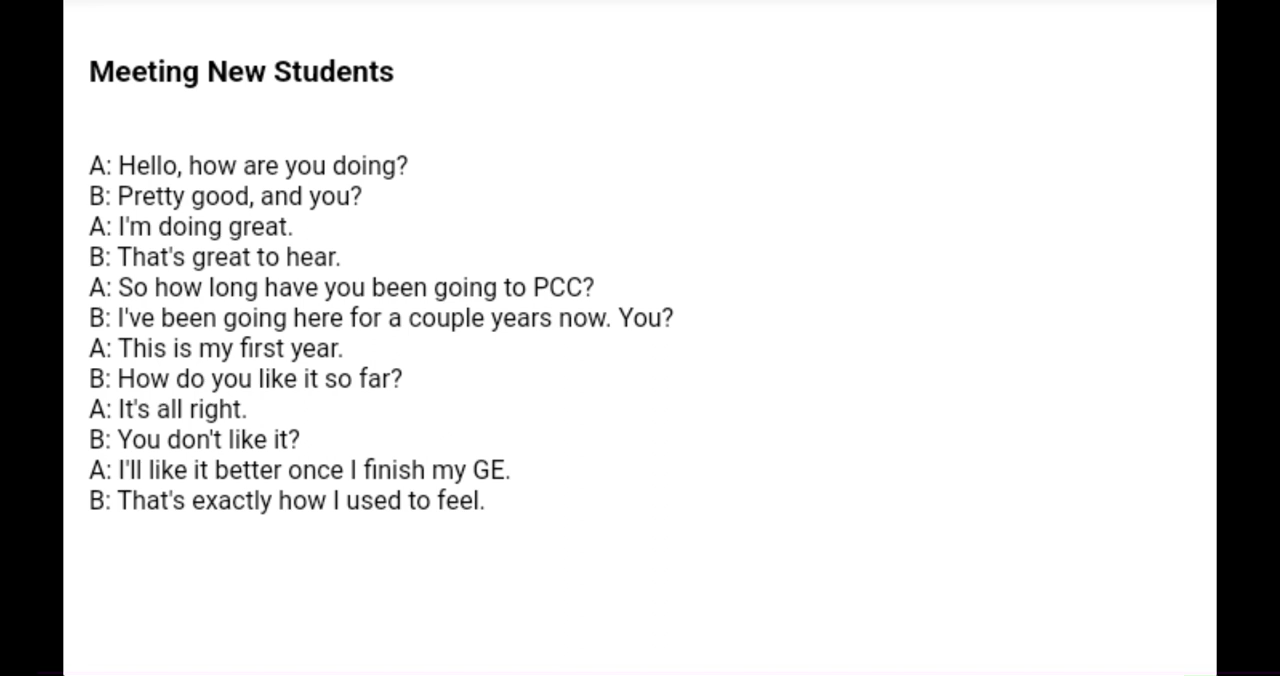 Meeting New Students
A: Hello, how are you doing?
B: Pretty good, and you?
A: I'm doing great.
B: That's great to hear.
A: So how long have you been going to PCC?
B: I've been going here for a couple years now. You?
A: This is my first year.
B: How do you like it so far?
A: It's all right.
B: You don't like it?
A: I'll like it better once I finish my GE.
B: That's exactly how I used to feel.